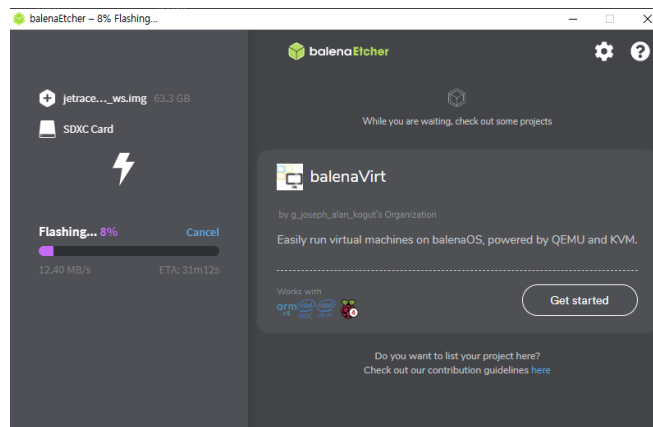 balenaEtcher – 8% Flashing...
balenaEtcher
jetrace..._ws.img 63.3 GB
SDXC Card
Flashing... 8% Cancel
12.40 MB/s ETA: 31m12s
While you are waiting, check out some projects
balenaVirt
by g_joseph_alan_kogut's Organization
Easily run virtual machines on balenaOS, powered by QEMU and KVM.
Works with
arm
Get started
Do you want to list your project here?
Check out our contribution guidelines here